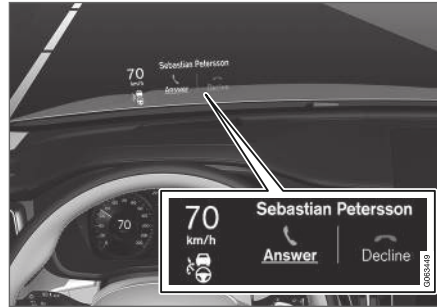 70
km/h
Sebastian Petersson
Answer
Decline
70
70
km/h
Sebastian Petersson
Answer
Decline
G063449